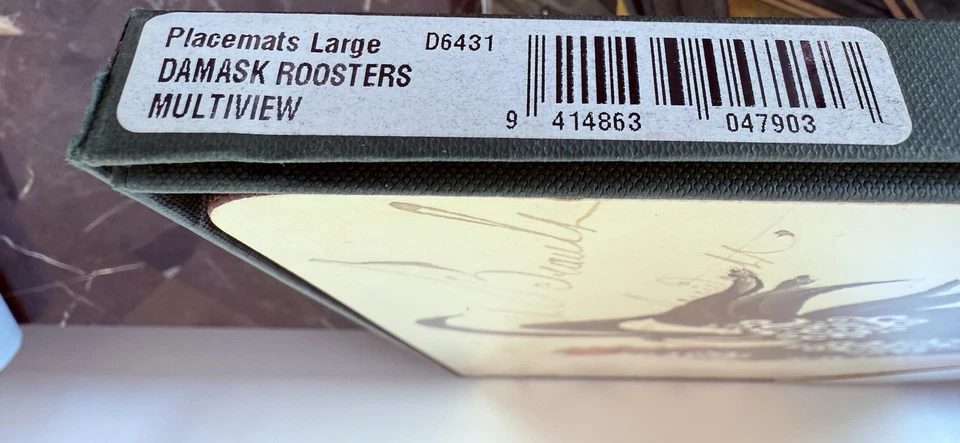 Placemats Large D6431
DAMASK ROOSTERS
MULTIVIEW
9 414863 047903